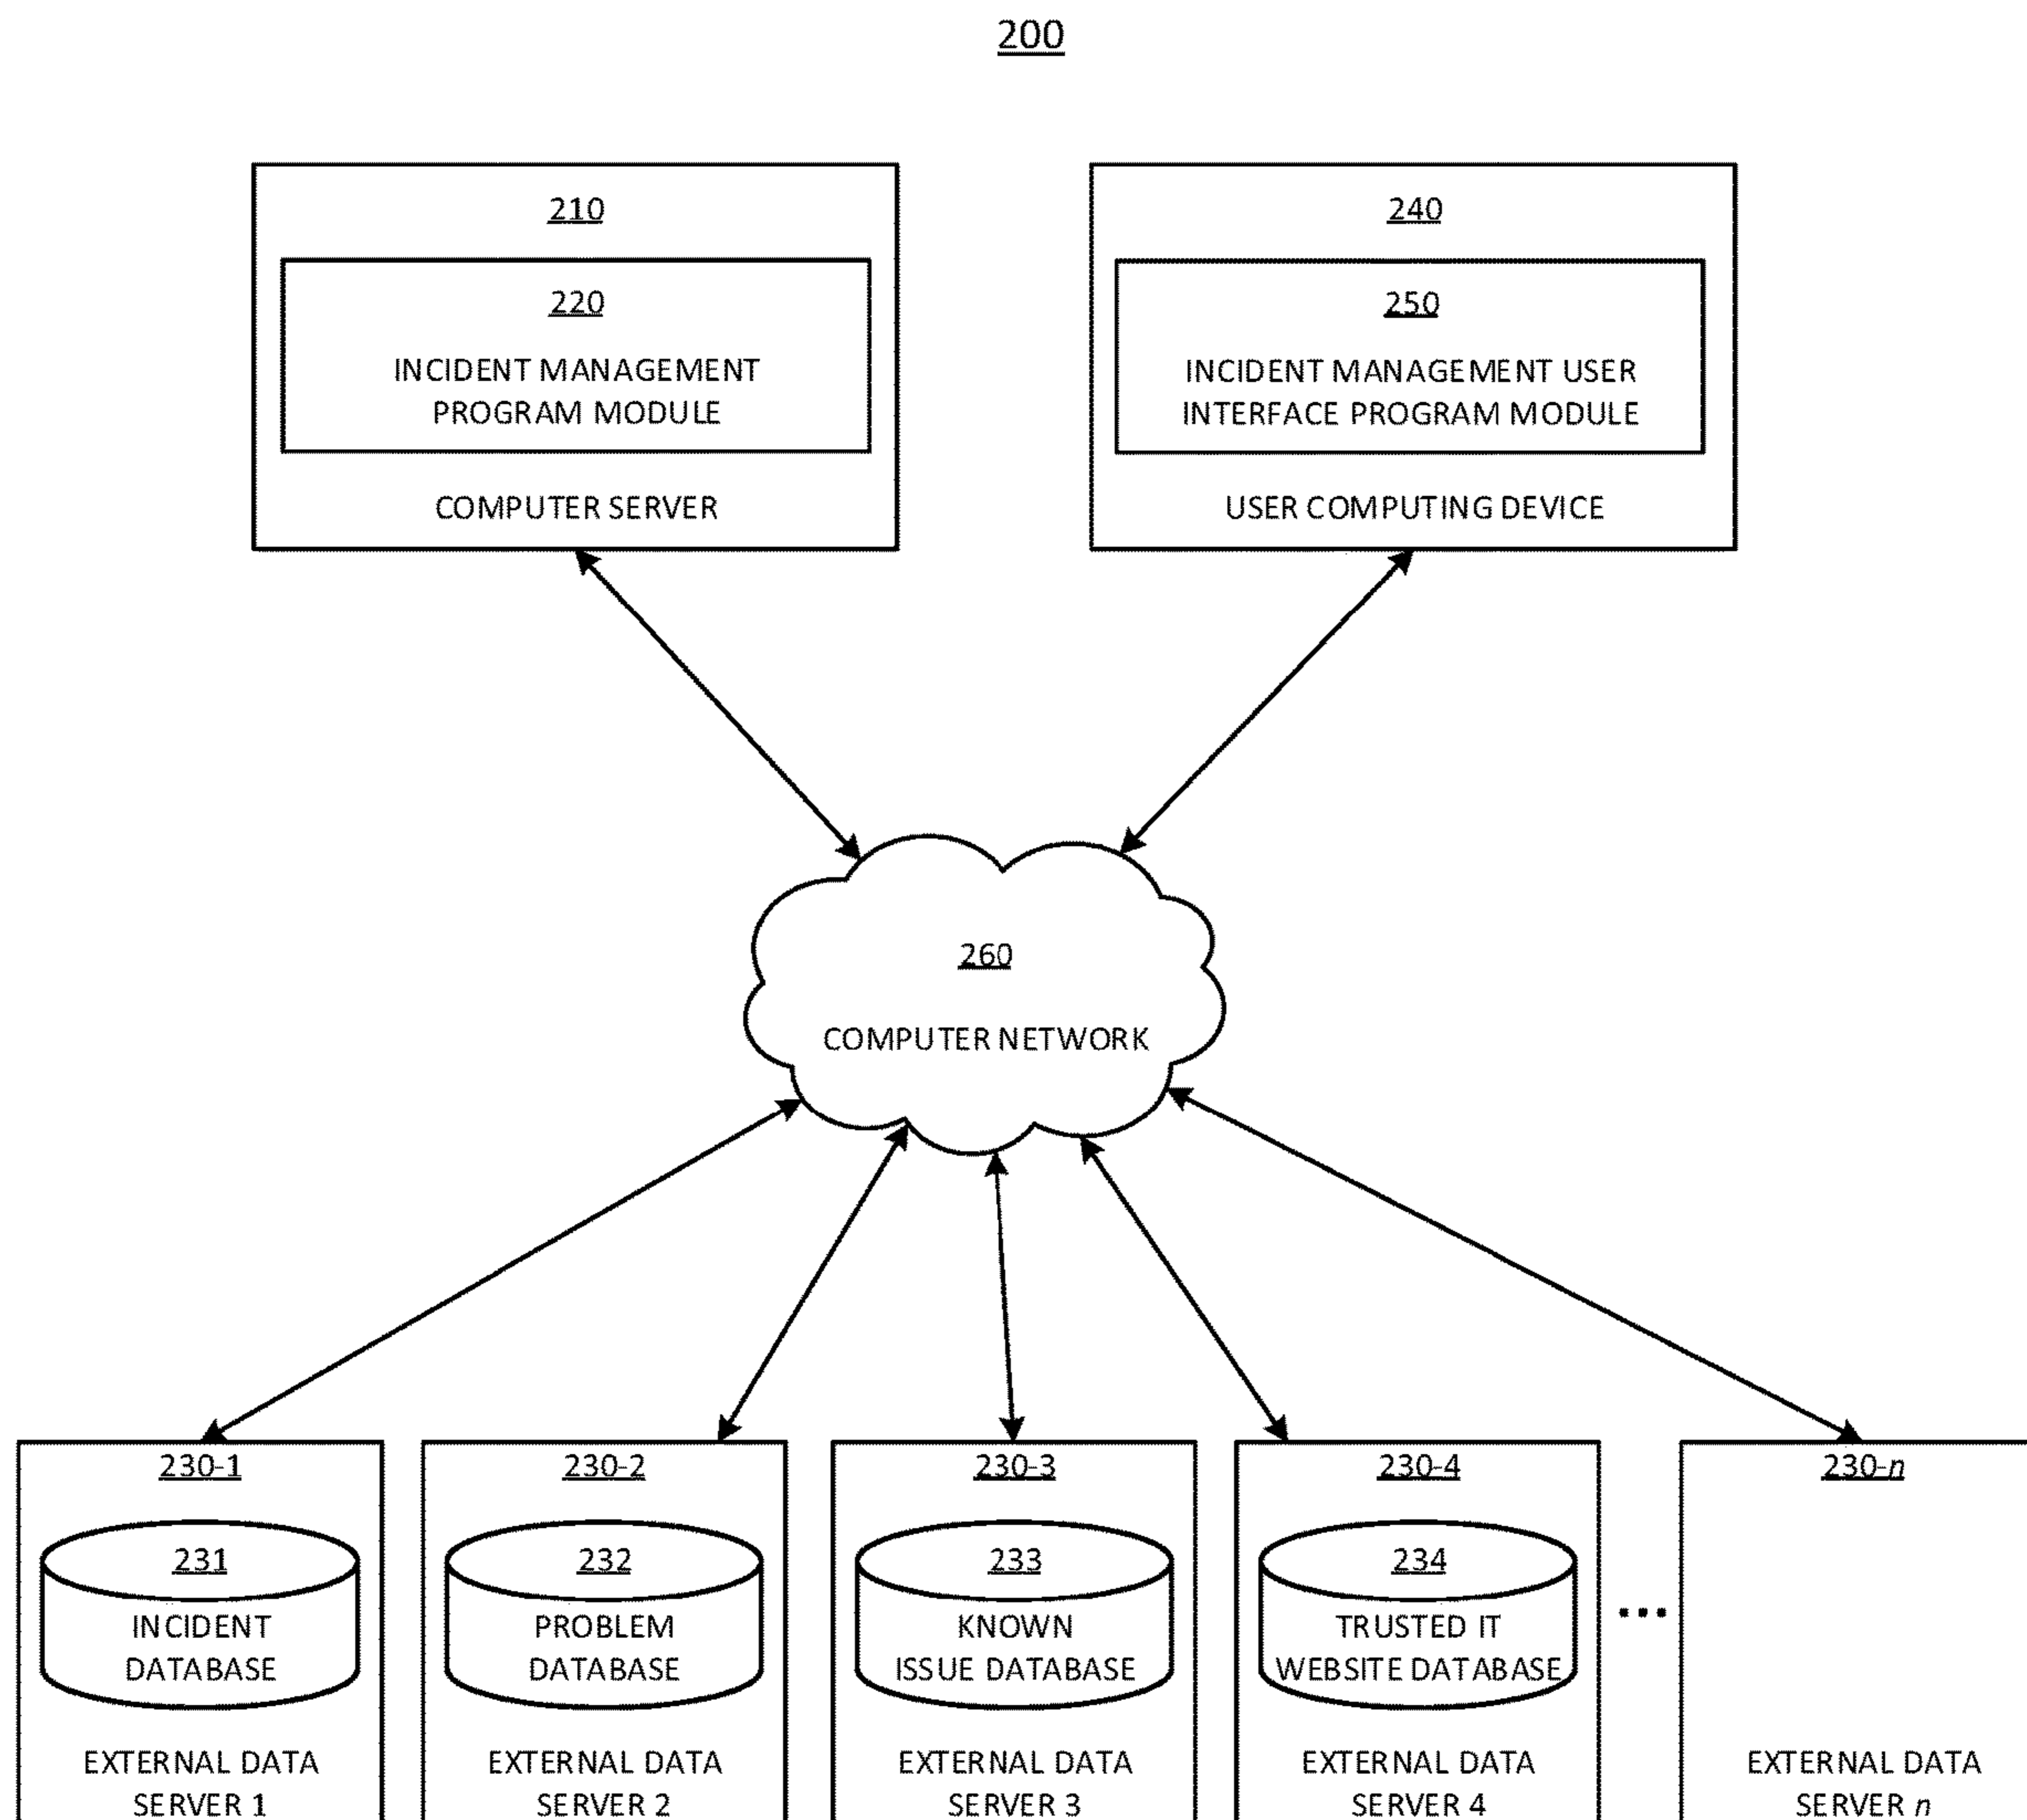 200
210
220
INCIDENT MANAGEMENT
PROGRAM MODULE
COMPUTER SERVER
240
250
INCIDENT MANAGEMENT USER
INTERFACE PROGRAM MODULE
USER COMPUTING DEVICE
260
COMPUTER NETWORK
230-1
231
INCIDENT
DATABASE
EXTERNAL DATA
SERVER 1
230-2
232
PROBLEM
DATABASE
EXTERNAL DATA
SERVER 2
230-3
233
KNOWN
ISSUE DATABASE
EXTERNAL DATA
SERVER 3
230-4
234
TRUSTED IT
WEBSITE DATABASE
EXTERNAL DATA
SERVER 4
...
230-n
EXTERNAL DATA
SERVER n